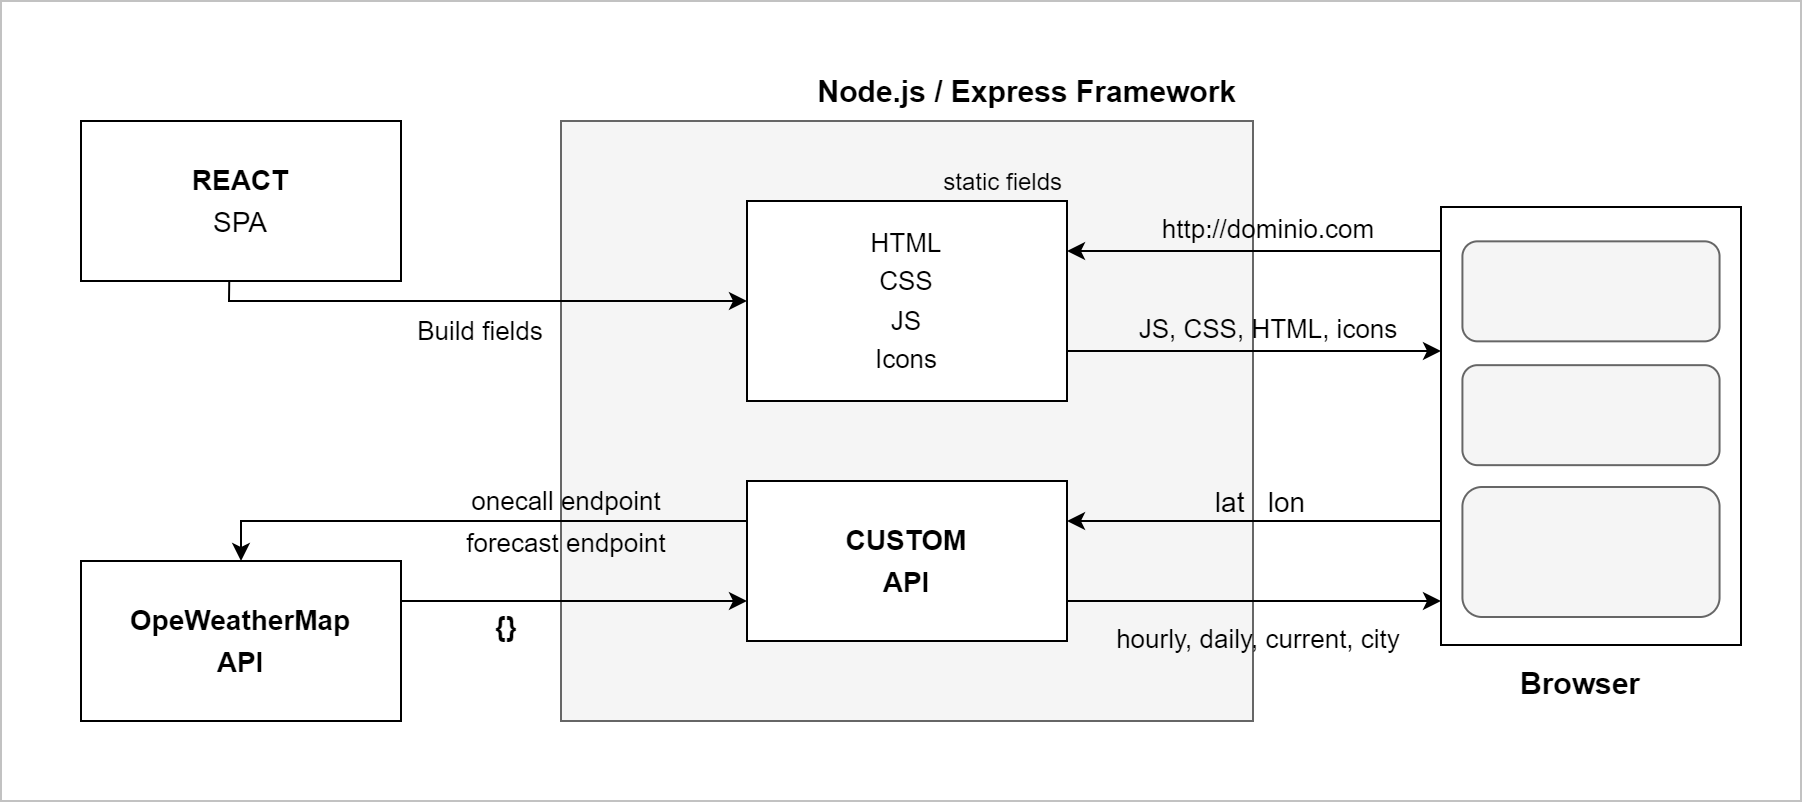 Node.js / Express Framework
REACT
SPA
static fields
HTML
CSS
JS
Icons
Build fields
http://dominio.com
JS, CSS, HTML, icons
onecall endpoint
forecast endpoint
OpeWeatherMap
API
{}
CUSTOM
API
lat lon
hourly, daily, current, city
Browser